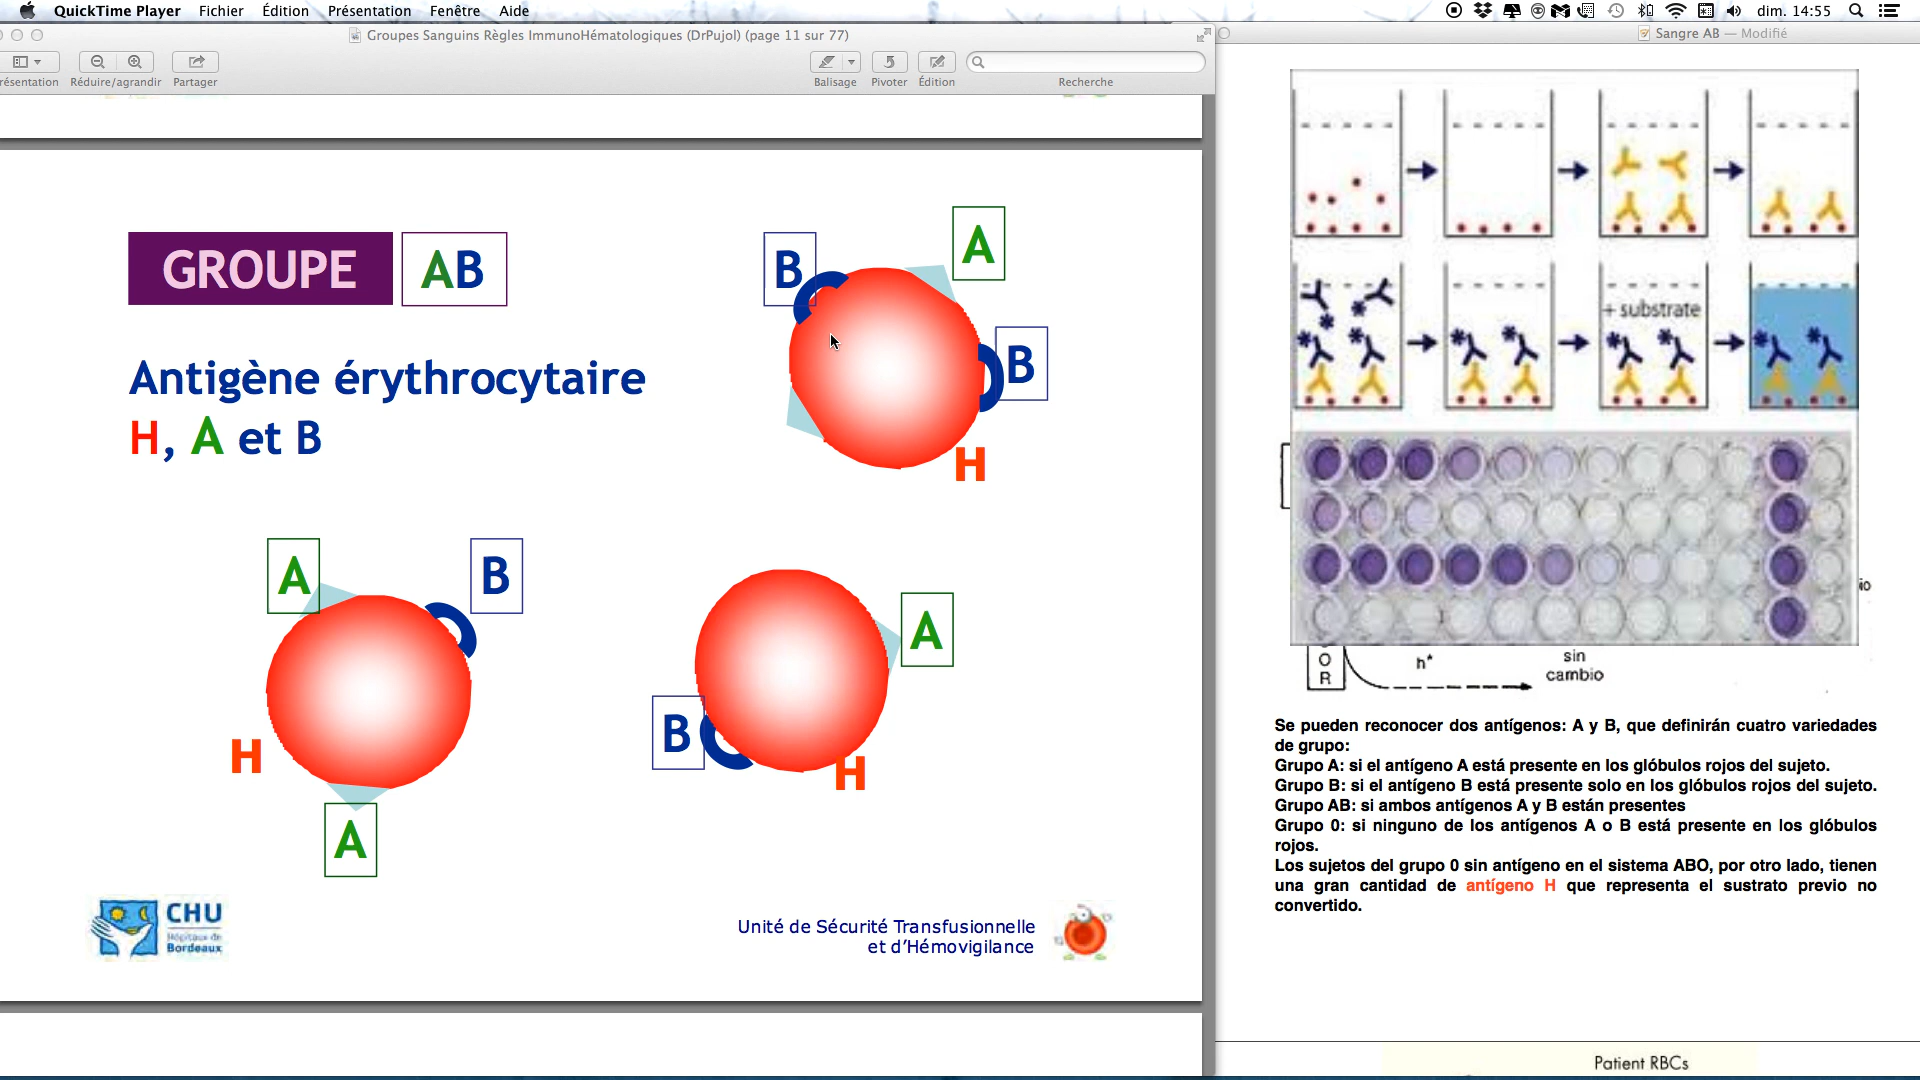 QuickTime Player Fichier Édition Présentation Fenêtre Aide
dim. 14:55
Groupes Sanguins Règles ImmunoHématologiques (DrPujol) (page 11 sur 77)
Sangre AB — Modifié
résentation Réduire/agrandir Partager Balisage Pivoter Édition Recherche
GROUPE AB
Antigène érythrocytaire
H, A et B
B
A
B
H
A
B
H
A
A
B
H
CHU
Hôpitaux de
Bordeaux
Unité de Sécurité Transfusionnelle
et d'Hémovigilance
+ substrate
io
O
R
h*
sin
cambio
Se pueden reconocer dos antígenos: A y B, que definirán cuatro variedades
de grupo:
Grupo A: si el antígeno A está presente en los glóbulos rojos del sujeto.
Grupo B: si el antígeno B está presente solo en los glóbulos rojos del sujeto.
Grupo AB: si ambos antígenos A y B están presentes
Grupo 0: si ninguno de los antígenos A o B está presente en los glóbulos
rojos.
Los sujetos del grupo 0 sin antígeno en el sistema ABO, por otro lado, tienen
una gran cantidad de antígeno H que representa el sustrato previo no
convertido.
Patient RBCs